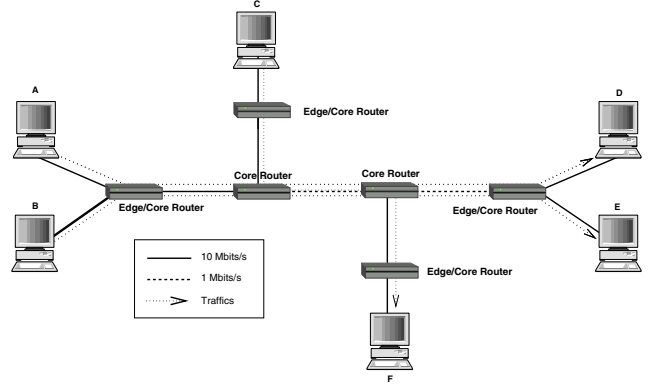 C
A
Edge/Core Router
D
Core Router
Core Router
B
Edge/Core Router
Edge/Core Router
E
10 Mbits/s
1 Mbits/s
Traffics
Edge/Core Router
F